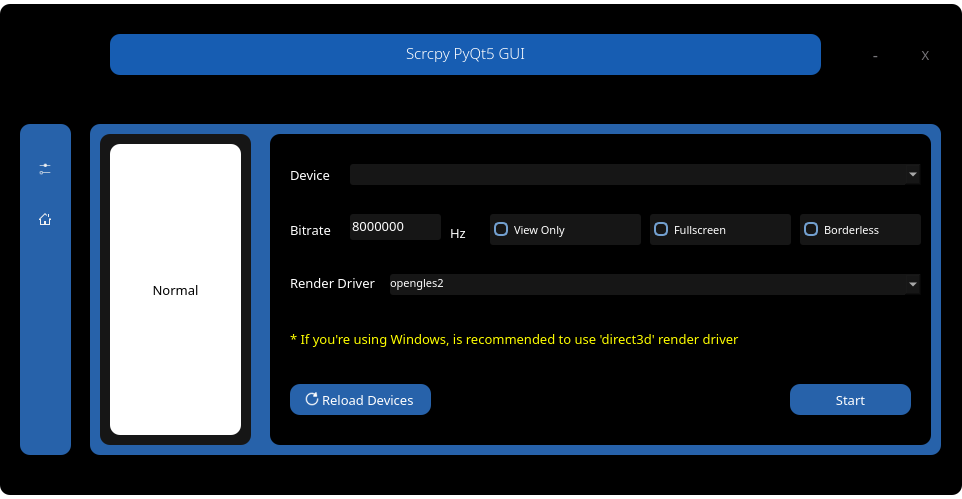 Scrcpy PyQt5 GUI
-
X
Device
Bitrate 8000000 Hz View Only Fullscreen Borderless
Normal
Render Driver opengles2
* If you're using Windows, is recommended to use 'direct3d' render driver
Reload Devices Start